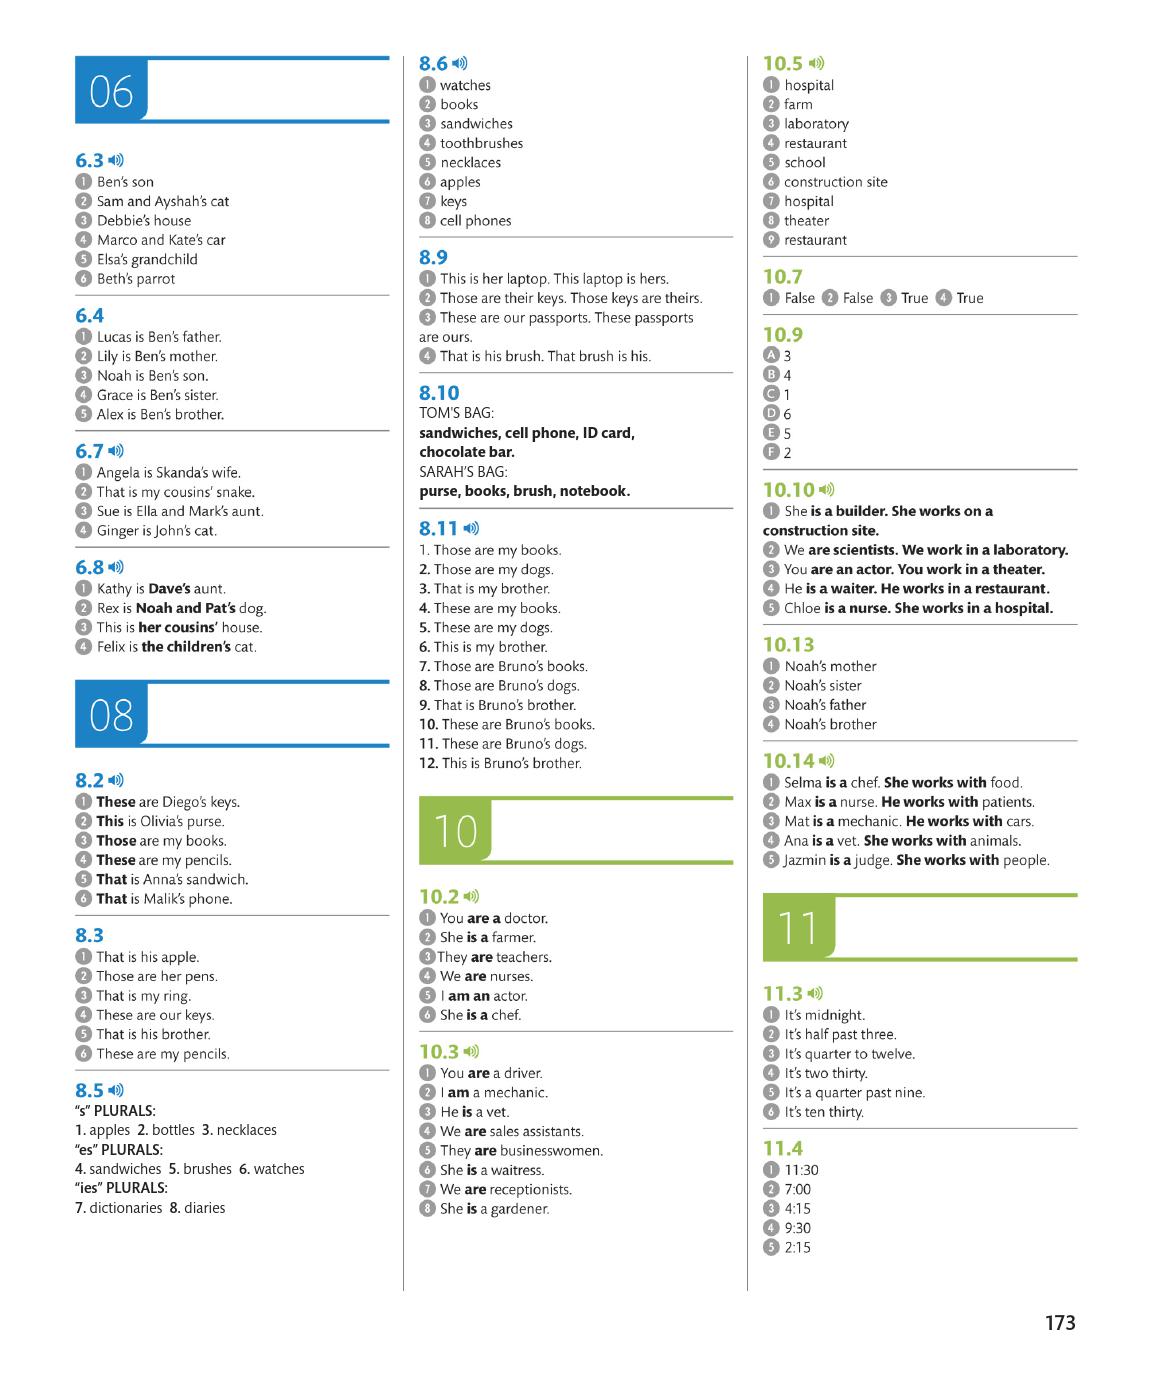 06
6.3
1 Ben's son
2 Sam and Ayshah's cat
3 Debbie's house
4 Marco and Kate's car
5 Elsa's grandchild
6 Beth's parrot
6.4
1 Lucas is Ben's father.
2 Lily is Ben's mother.
3 Noah is Ben's son.
4 Grace is Ben's sister.
5 Alex is Ben's brother.
6.7
1 Angela is Skanda's wife.
2 That is my cousins' snake.
3 Sue is Ella and Mark's aunt.
4 Ginger is John's cat.
6.8
1 Kathy is Dave's aunt.
2 Rex is Noah and Pat's dog.
3 This is her cousins' house.
4 Felix is the children's cat.
08
8.2
1 These are Diego's keys.
2 This is Olivia's purse.
3 Those are my books.
4 These are my pencils.
5 That is Anna's sandwich.
6 That is Malik's phone.
8.3
1 That is his apple.
2 Those are her pens.
3 That is my ring.
4 These are our keys.
5 That is his brother.
6 These are my pencils.
8.5
“s” PLURALS:
1. apples 2. bottles 3. necklaces
“es” PLURALS:
4. sandwiches 5. brushes 6. watches
“ies” PLURALS:
7. dictionaries 8. diaries
8.6
1 watches
2 books
3 sandwiches
4 toothbrushes
5 necklaces
6 apples
7 keys
8 cell phones
8.9
1 This is her laptop. This laptop is hers.
2 Those are their keys. Those keys are theirs.
3 These are our passports. These passports
are ours.
4 That is his brush. That brush is his.
8.10
TOM'S BAG:
sandwiches, cell phone, ID card,
chocolate bar.
SARAH'S BAG:
purse, books, brush, notebook.
8.11
1. Those are my books.
2. Those are my dogs.
3. That is my brother.
4. These are my books.
5. These are my dogs.
6. This is my brother.
7. Those are Bruno's books.
8. Those are Bruno's dogs.
9. That is Bruno's brother.
10. These are Bruno's books.
11. These are Bruno's dogs.
12. This is Bruno's brother.
10
10.2
1 You are a doctor.
2 She is a farmer.
3 They are teachers.
4 We are nurses.
5 I am an actor.
6 She is a chef.
10.3
1 You are a driver.
2 I am a mechanic.
3 He is a vet.
4 We are sales assistants.
5 They are businesswomen.
6 She is a waitress.
7 We are receptionists.
8 She is a gardener.
10.5
1 hospital
2 farm
3 laboratory
4 restaurant
5 school
6 construction site
7 hospital
8 theater
9 restaurant
10.7
1 False 2 False 3 True 4 True
10.9
A 3
B 4
C 1
D 6
E 5
F 2
10.10
1 She is a builder. She works on a
construction site.
2 We are scientists. We work in a laboratory.
3 You are an actor. You work in a theater.
4 He is a waiter. He works in a restaurant.
5 Chloe is a nurse. She works in a hospital.
10.13
1 Noah's mother
2 Noah's sister
3 Noah's father
4 Noah's brother
10.14
1 Selma is a chef. She works with food.
2 Max is a nurse. He works with patients.
3 Mat is a mechanic. He works with cars.
4 Ana is a vet. She works with animals.
5 Jazmin is a judge. She works with people.
11
11.3
1 It's midnight.
2 It's half past three.
3 It's quarter to twelve.
4 It's two thirty.
5 It's a quarter past nine.
6 It's ten thirty.
11.4
1 11:30
2 7:00
3 4:15
4 9:30
5 2:15
173